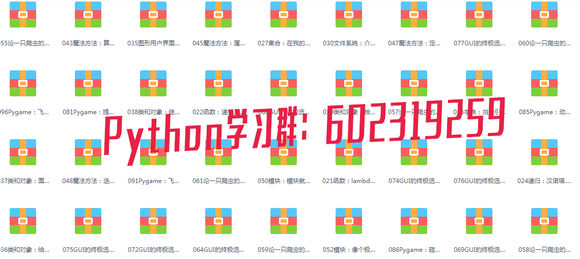 055论一只爬虫的... 043魔法方法：算... 035图形用户界面... 045魔法方法：属... 027集合：在我的... 030文件系统：介... 047魔法方法：定... 077GUI的终极选... 060论一只爬虫的...
096Pygame：飞... 081Pygame：提... 038类和对象：继... 022函数：递... GUI的终极选... 057论一只爬虫的... 085Pygame：动...
Python学习群：602319259
037类和对象：面... 048魔法方法：迭... 091Pygame：飞... 061论一只爬虫的... 050模块：模块就... 021函数：lambd... 074GUI的终极选... 076GUI的终极选... 024递归：汉诺塔...
036类和对象：给... 075GUI的终极选... 072GUI的终极选... 064GUI的终极选... 059论一只爬虫的... 052模块：像个极... 086Pygame：碰... 069GUI的终极选... 058论一只爬虫的...